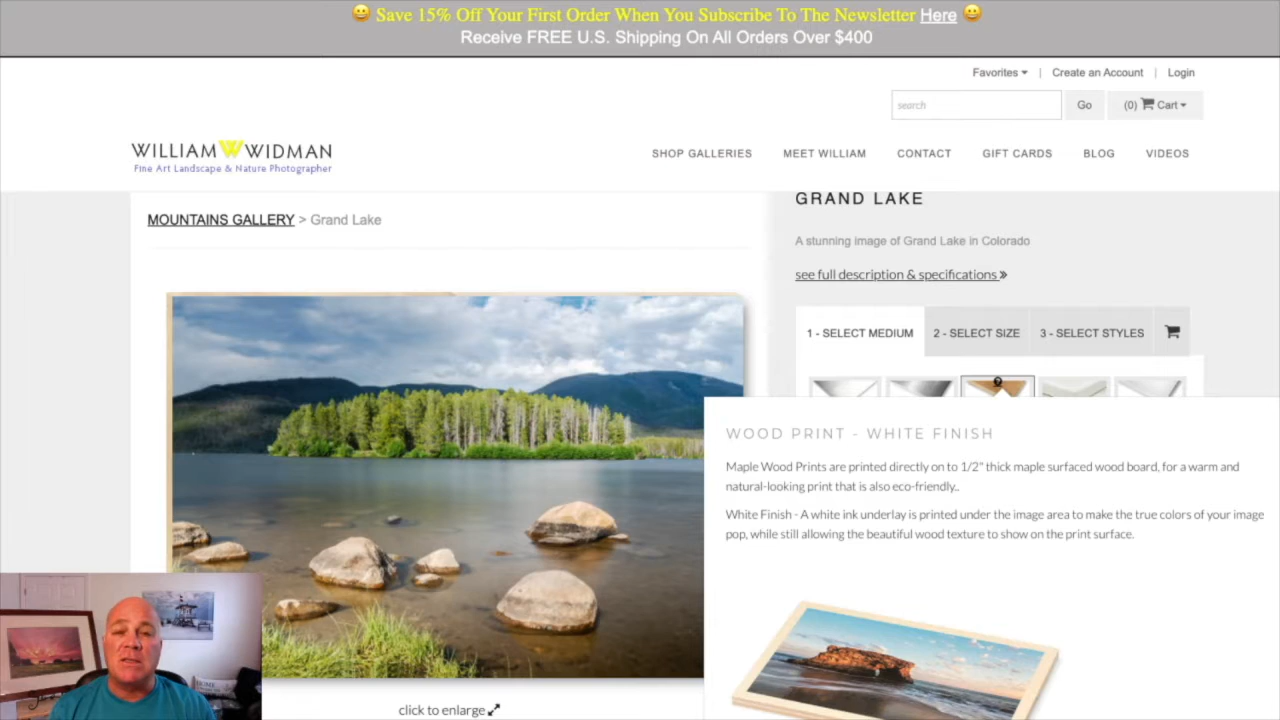 😀 Save 15% Off Your First Order When You Subscribe To The Newsletter Here 😀
Receive FREE U.S. Shipping On All Orders Over $400
Favorites | Create an Account | Login
search Go (0) Cart
WILLIAM W WIDMAN
Fine Art Landscape & Nature Photographer
SHOP GALLERIES MEET WILLIAM CONTACT GIFT CARDS BLOG VIDEOS
MOUNTAINS GALLERY > Grand Lake
GRAND LAKE
A stunning image of Grand Lake in Colorado
see full description & specifications »
1 - SELECT MEDIUM 2 - SELECT SIZE 3 - SELECT STYLES
WOOD PRINT - WHITE FINISH
Maple Wood Prints are printed directly on to 1/2" thick maple surfaced wood board, for a warm and
natural-looking print that is also eco-friendly..
White Finish - A white ink underlay is printed under the image area to make the true colors of your image
pop, while still allowing the beautiful wood texture to show on the print surface.
click to enlarge